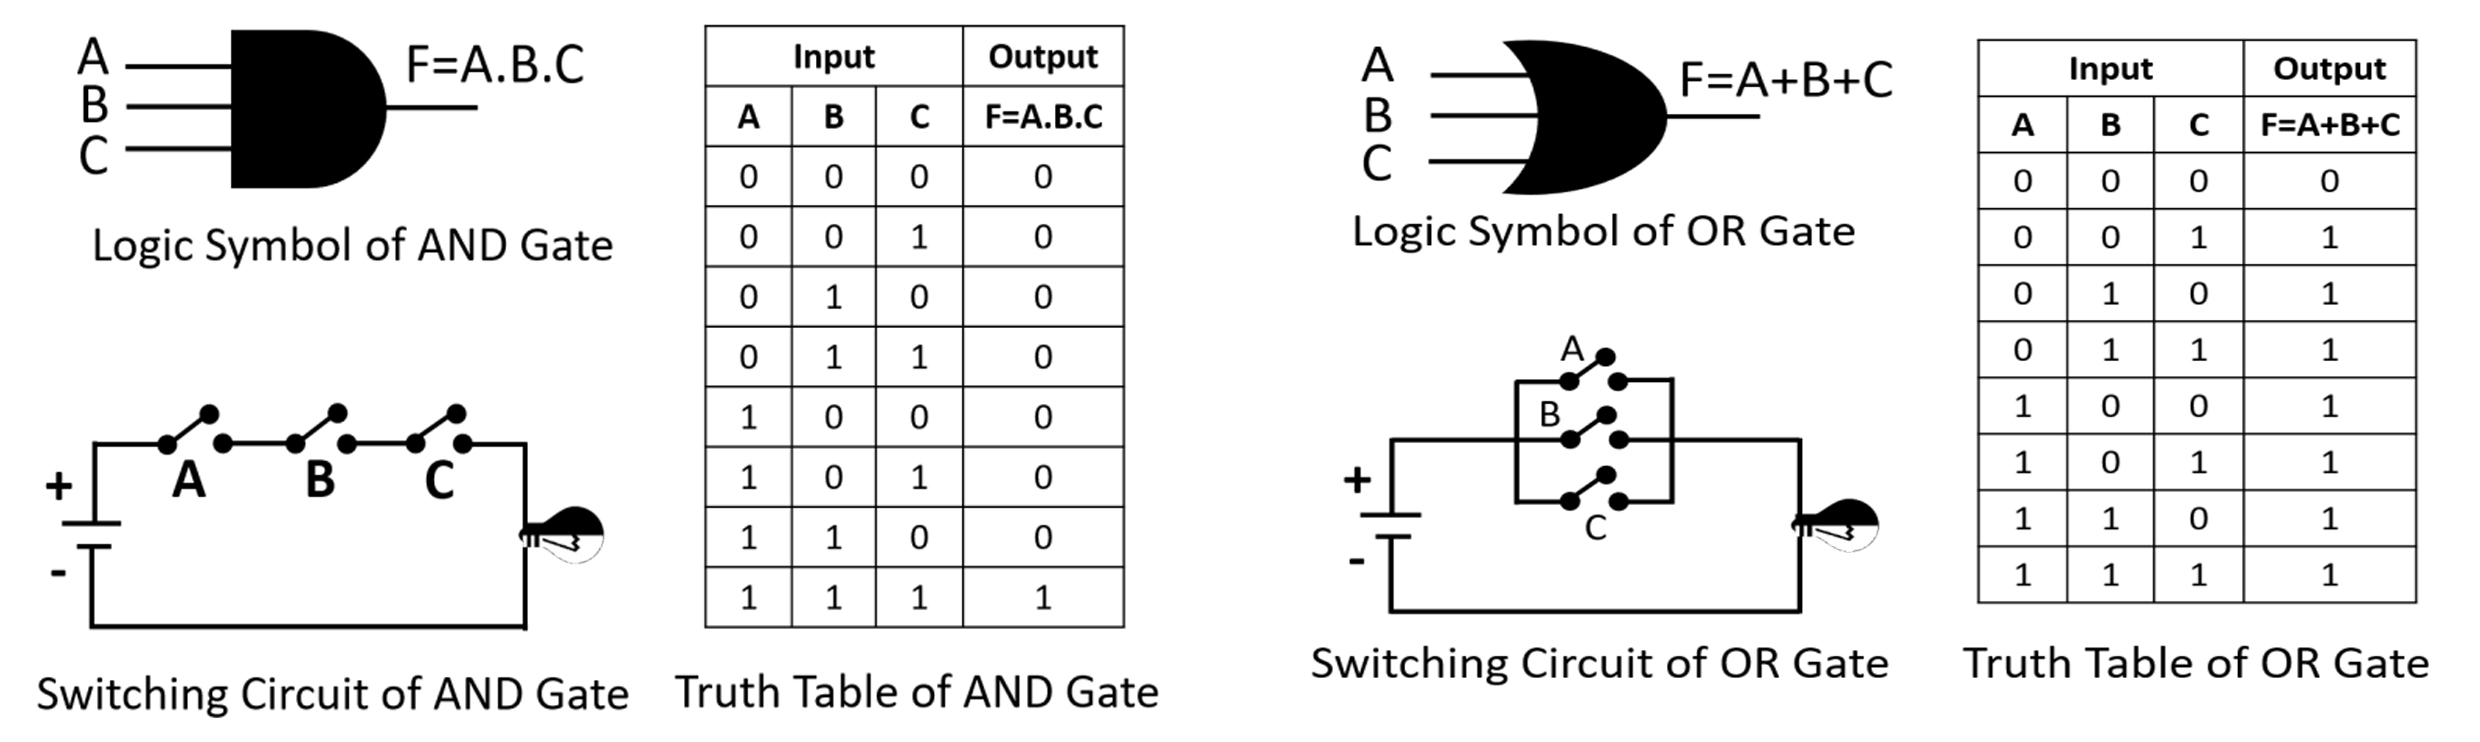 A
B
C
F=A.B.C
Logic Symbol of AND Gate
+
-
A B C
Switching Circuit of AND Gate
Input Output
A B C F=A.B.C
0 0 0 0
0 0 1 0
0 1 0 0
0 1 1 0
1 0 0 0
1 0 1 0
1 1 0 0
1 1 1 1
Truth Table of AND Gate
A
B
C
F=A+B+C
Logic Symbol of OR Gate
A
B
C
+
-
Switching Circuit of OR Gate
Input Output
A B C F=A+B+C
0 0 0 0
0 0 1 1
0 1 0 1
0 1 1 1
1 0 0 1
1 0 1 1
1 1 0 1
1 1 1 1
Truth Table of OR Gate